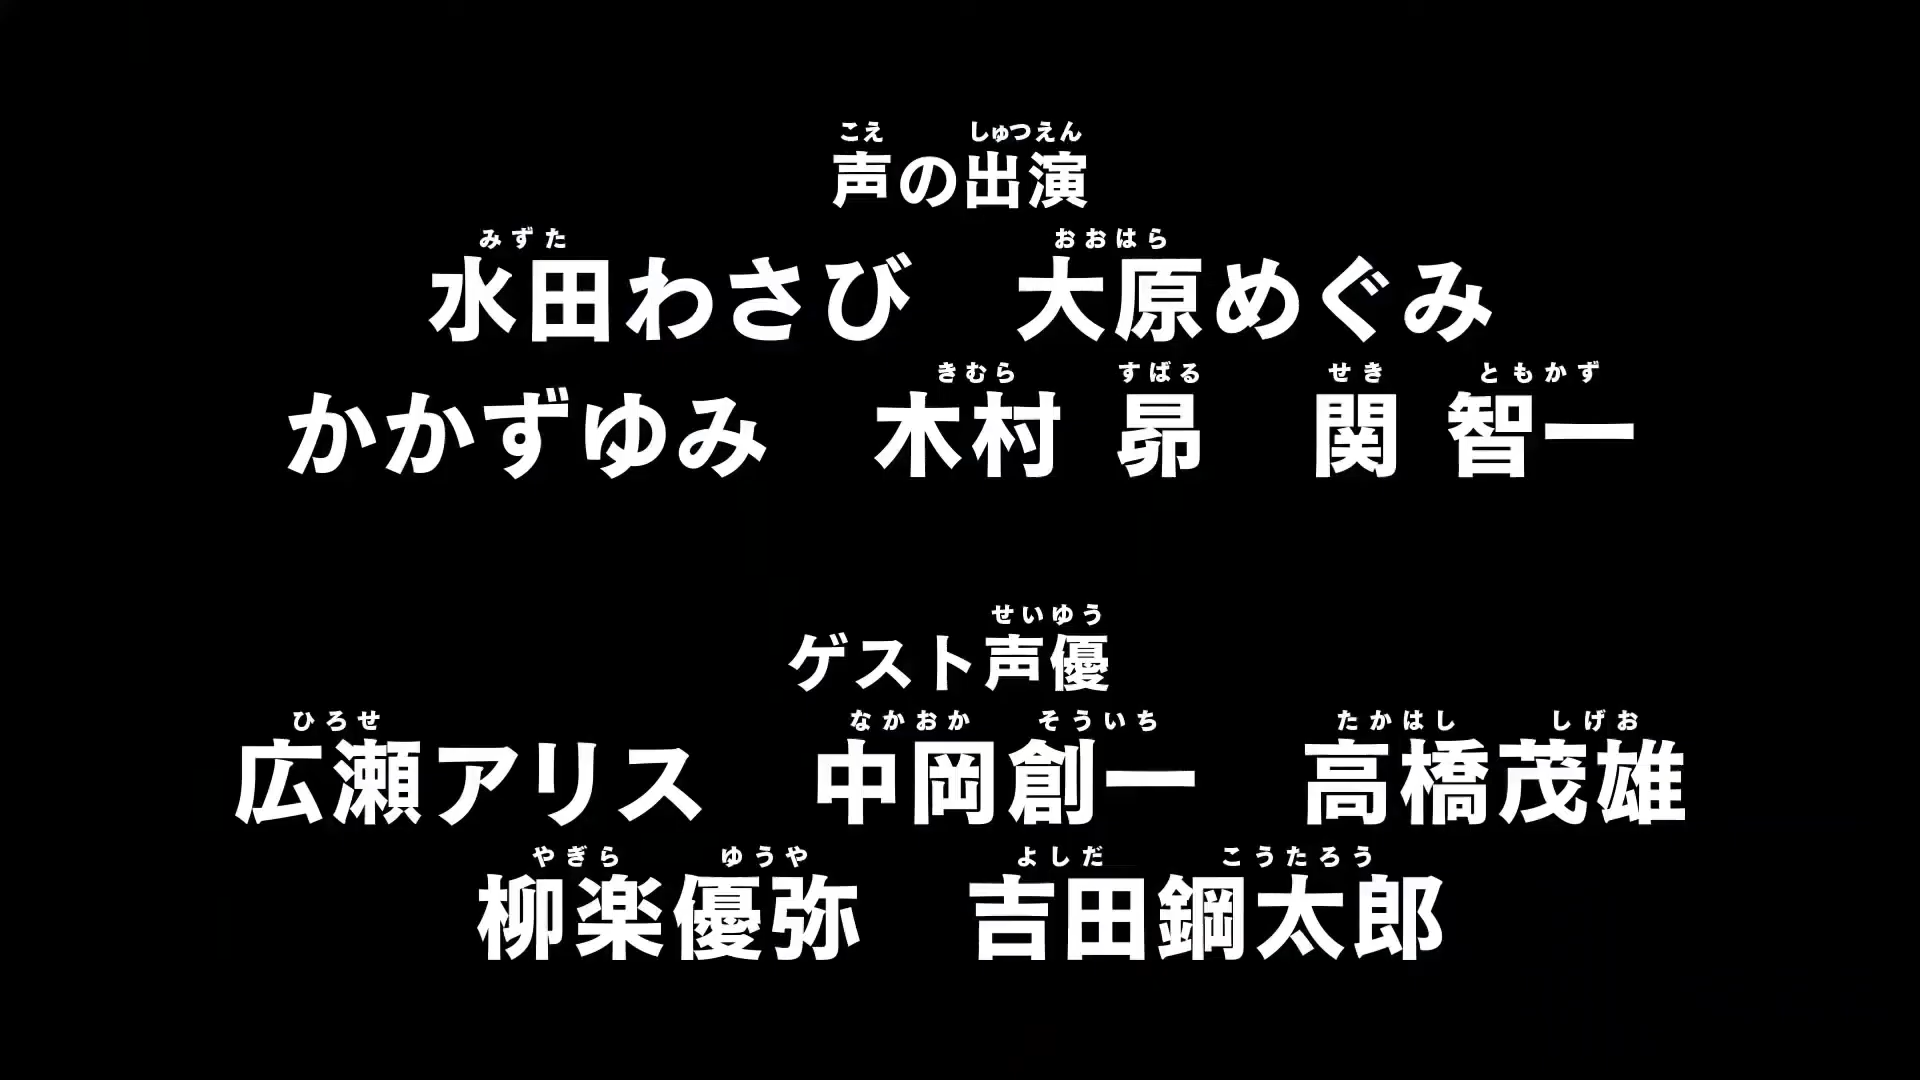 こえ しゅつえん
声の出演
みずた おおはら
水田わさび 大原めぐみ
きむら すばる せき ともかず
かかずゆみ 木村 昴 関 智一
せいゆう
ゲスト声優
ひろせ なかおか そういち たかはし しげお
広瀬アリス 中岡創一 高橋茂雄
やぎら ゆうや よしだ こうたろう
柳楽優弥 吉田鋼太郎